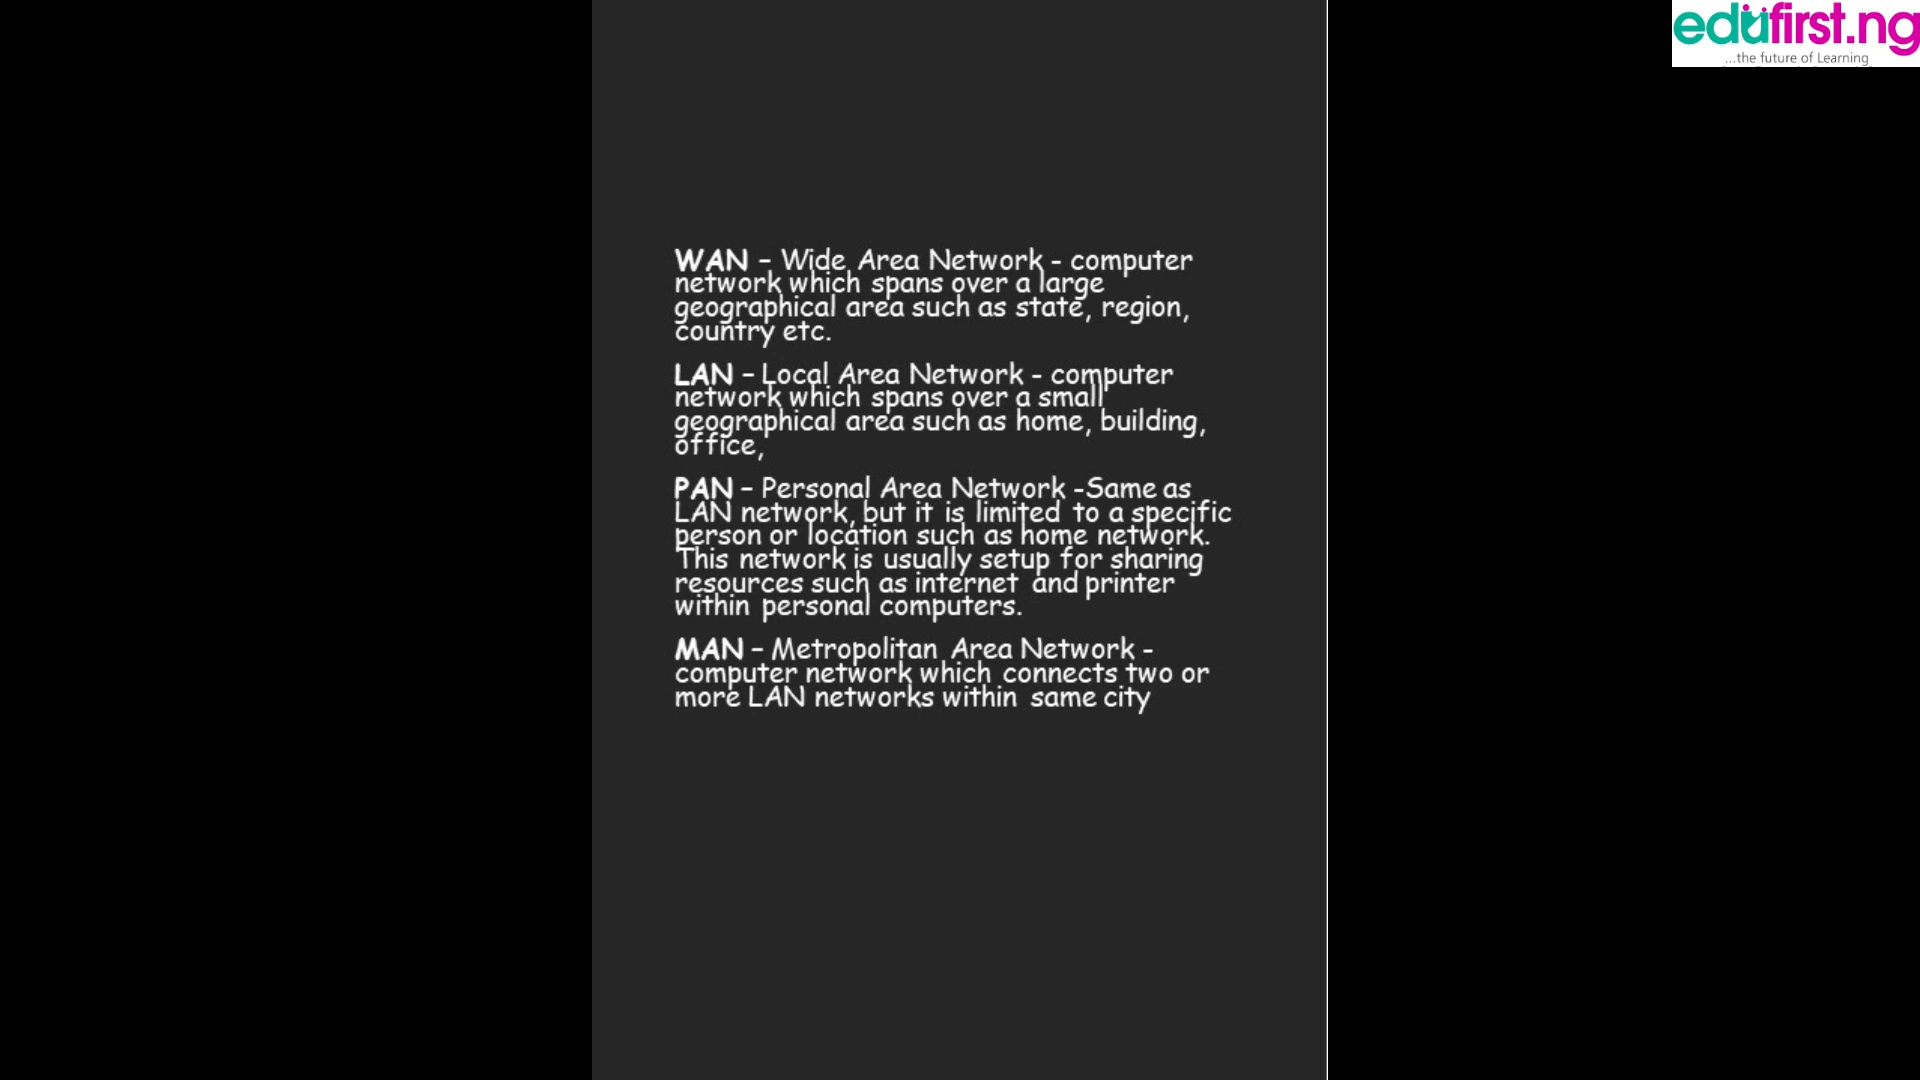 edufirst.ng
...the future of Learning
WAN – Wide Area Network - computer
network which spans over a large
geographical area such as state, region,
country etc.
LAN – Local Area Network - computer
network which spans over a small
geographical area such as home, building,
office,
PAN – Personal Area Network -Same as
LAN network, but it is limited to a specific
person or location such as home network.
This network is usually setup for sharing
resources such as internet and printer
within personal computers.
MAN – Metropolitan Area Network -
computer network which connects two or
more LAN networks within same city